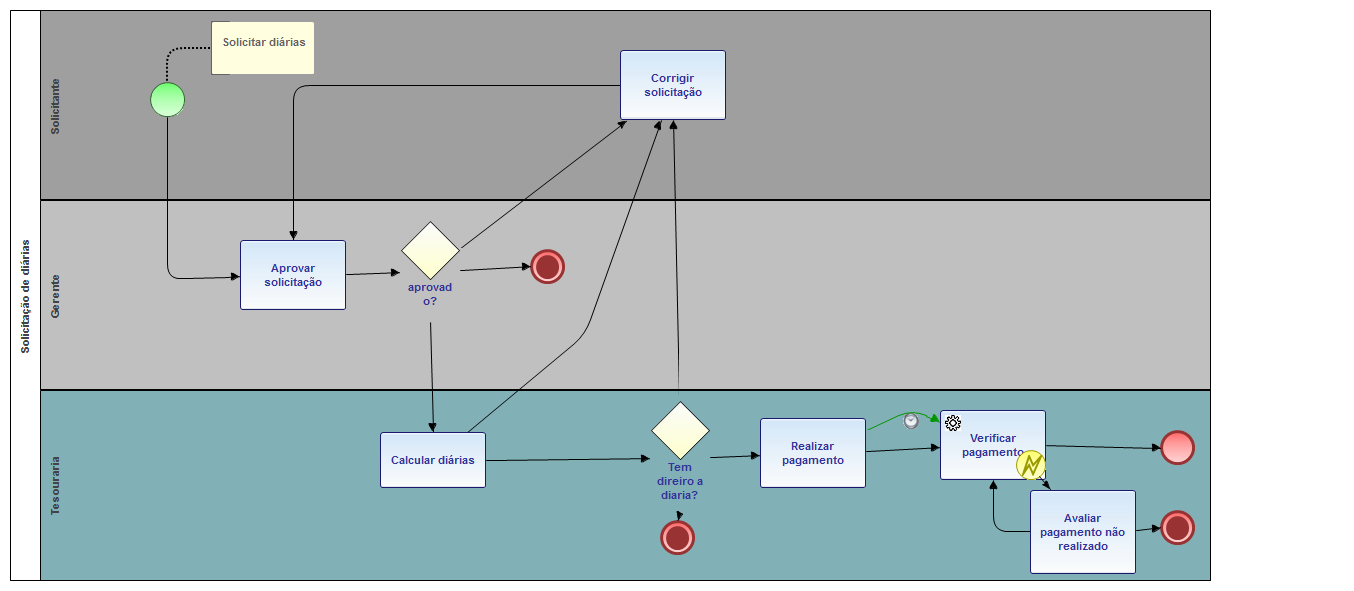 Solicitação de diárias
Solicitante
Solicitar diárias
Corrigir
solicitação
Gerente
Aprovar
solicitação
aprovad
o?
Tesouraria
Calcular diárias
Tem
direiro a
diaria?
Realizar
pagamento
Verificar
pagamento
Avaliar
pagamento não
realizado